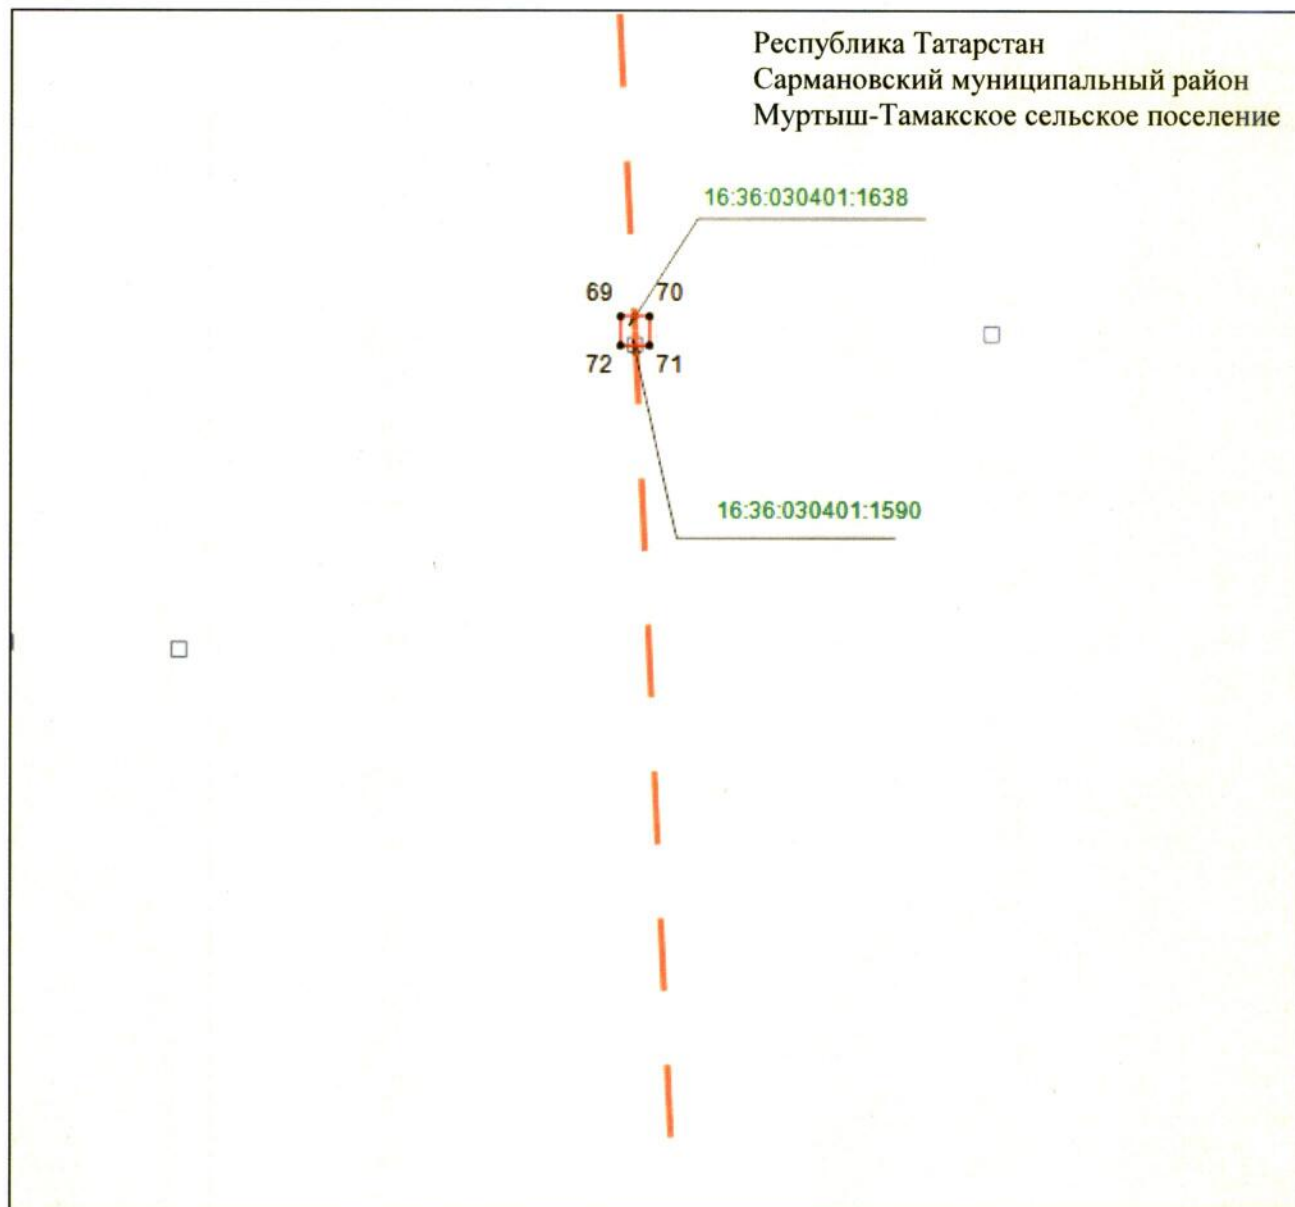 Республика Татарстан
Сармановский муниципальный район
Муртыш-Тамакское сельское поселение
16:36:030401:1638
69 70
72 71
16:36:030401:1590